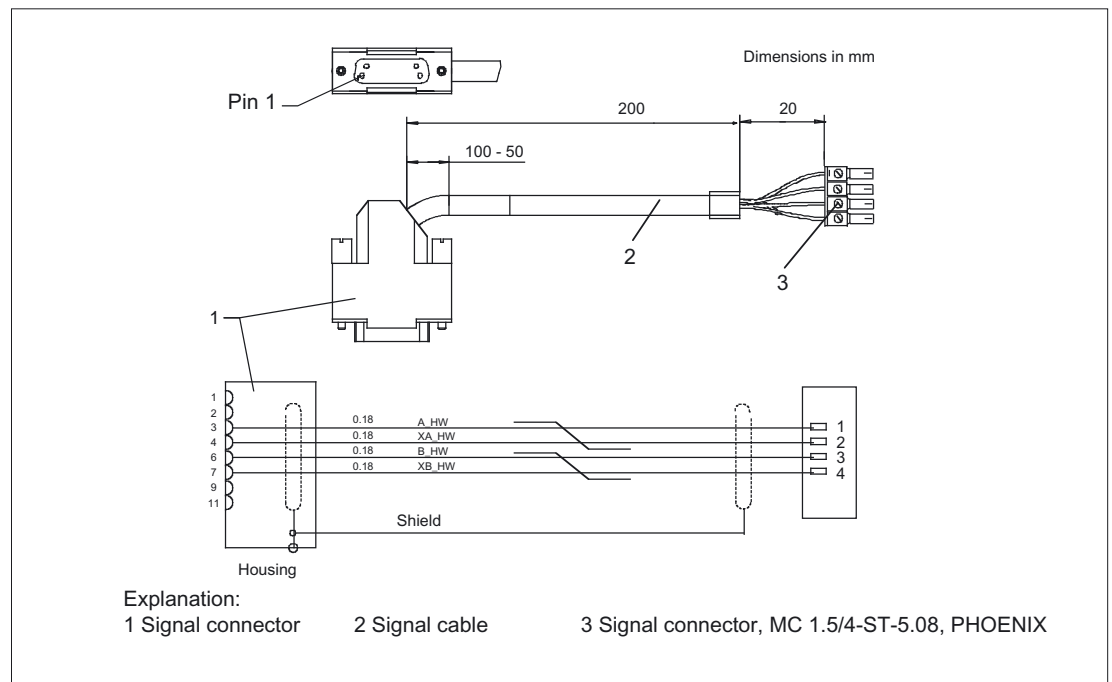 Dimensions in mm
Pin 1
200
20
100 - 50
2
3
1
1
2
3
4
6
7
9
11
0.18 A_HW
0.18 XA_HW
0.18 B_HW
0.18 XB_HW
1
2
3
4
Shield
Housing
Explanation:
1 Signal connector 2 Signal cable 3 Signal connector, MC 1.5/4-ST-5.08, PHOENIX